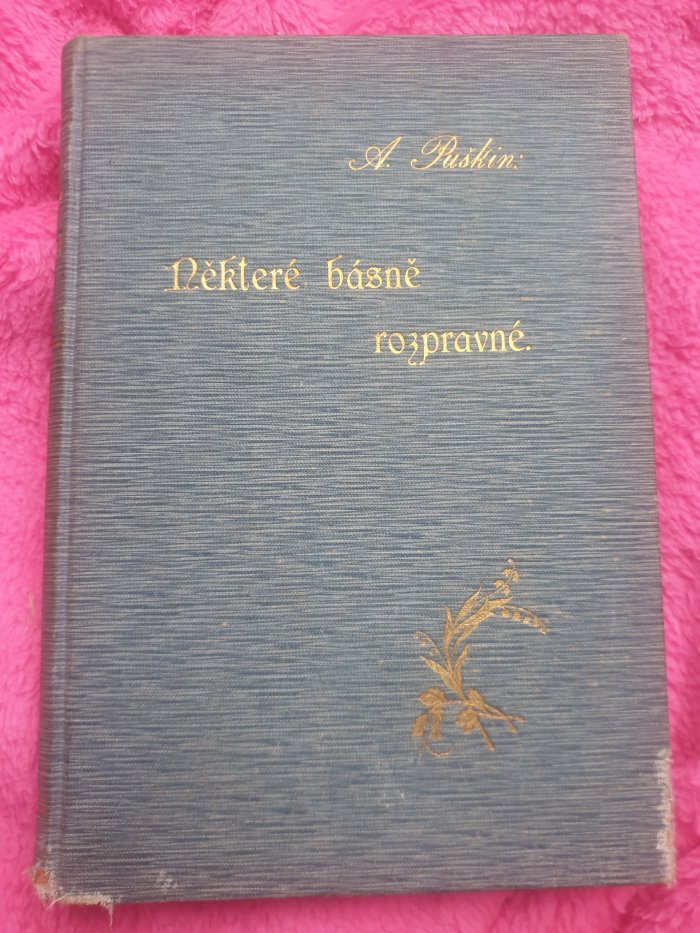 A. Puškin:
Některé básně
rozpravné.